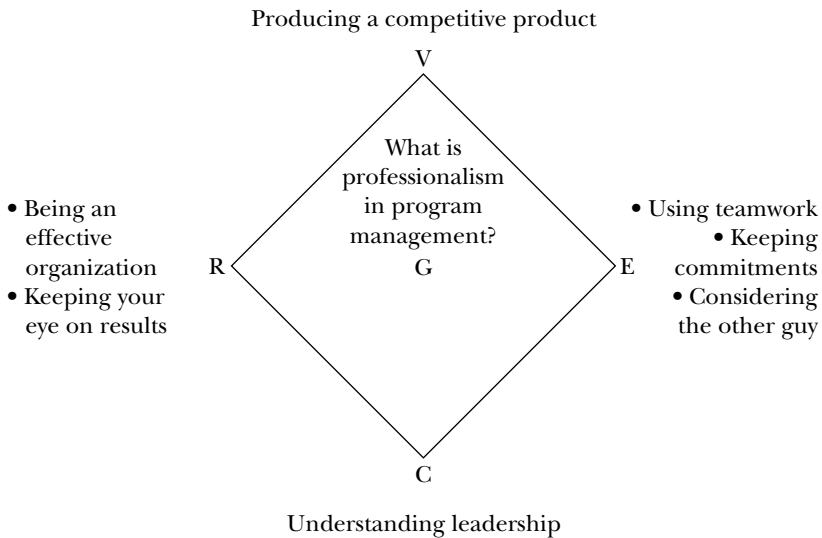 Producing a competitive product
V
What is
professionalism
in program
management?
• Being an
effective
organization
• Keeping your
eye on results
R
G
E
• Using teamwork
• Keeping
commitments
• Considering
the other guy
C
Understanding leadership